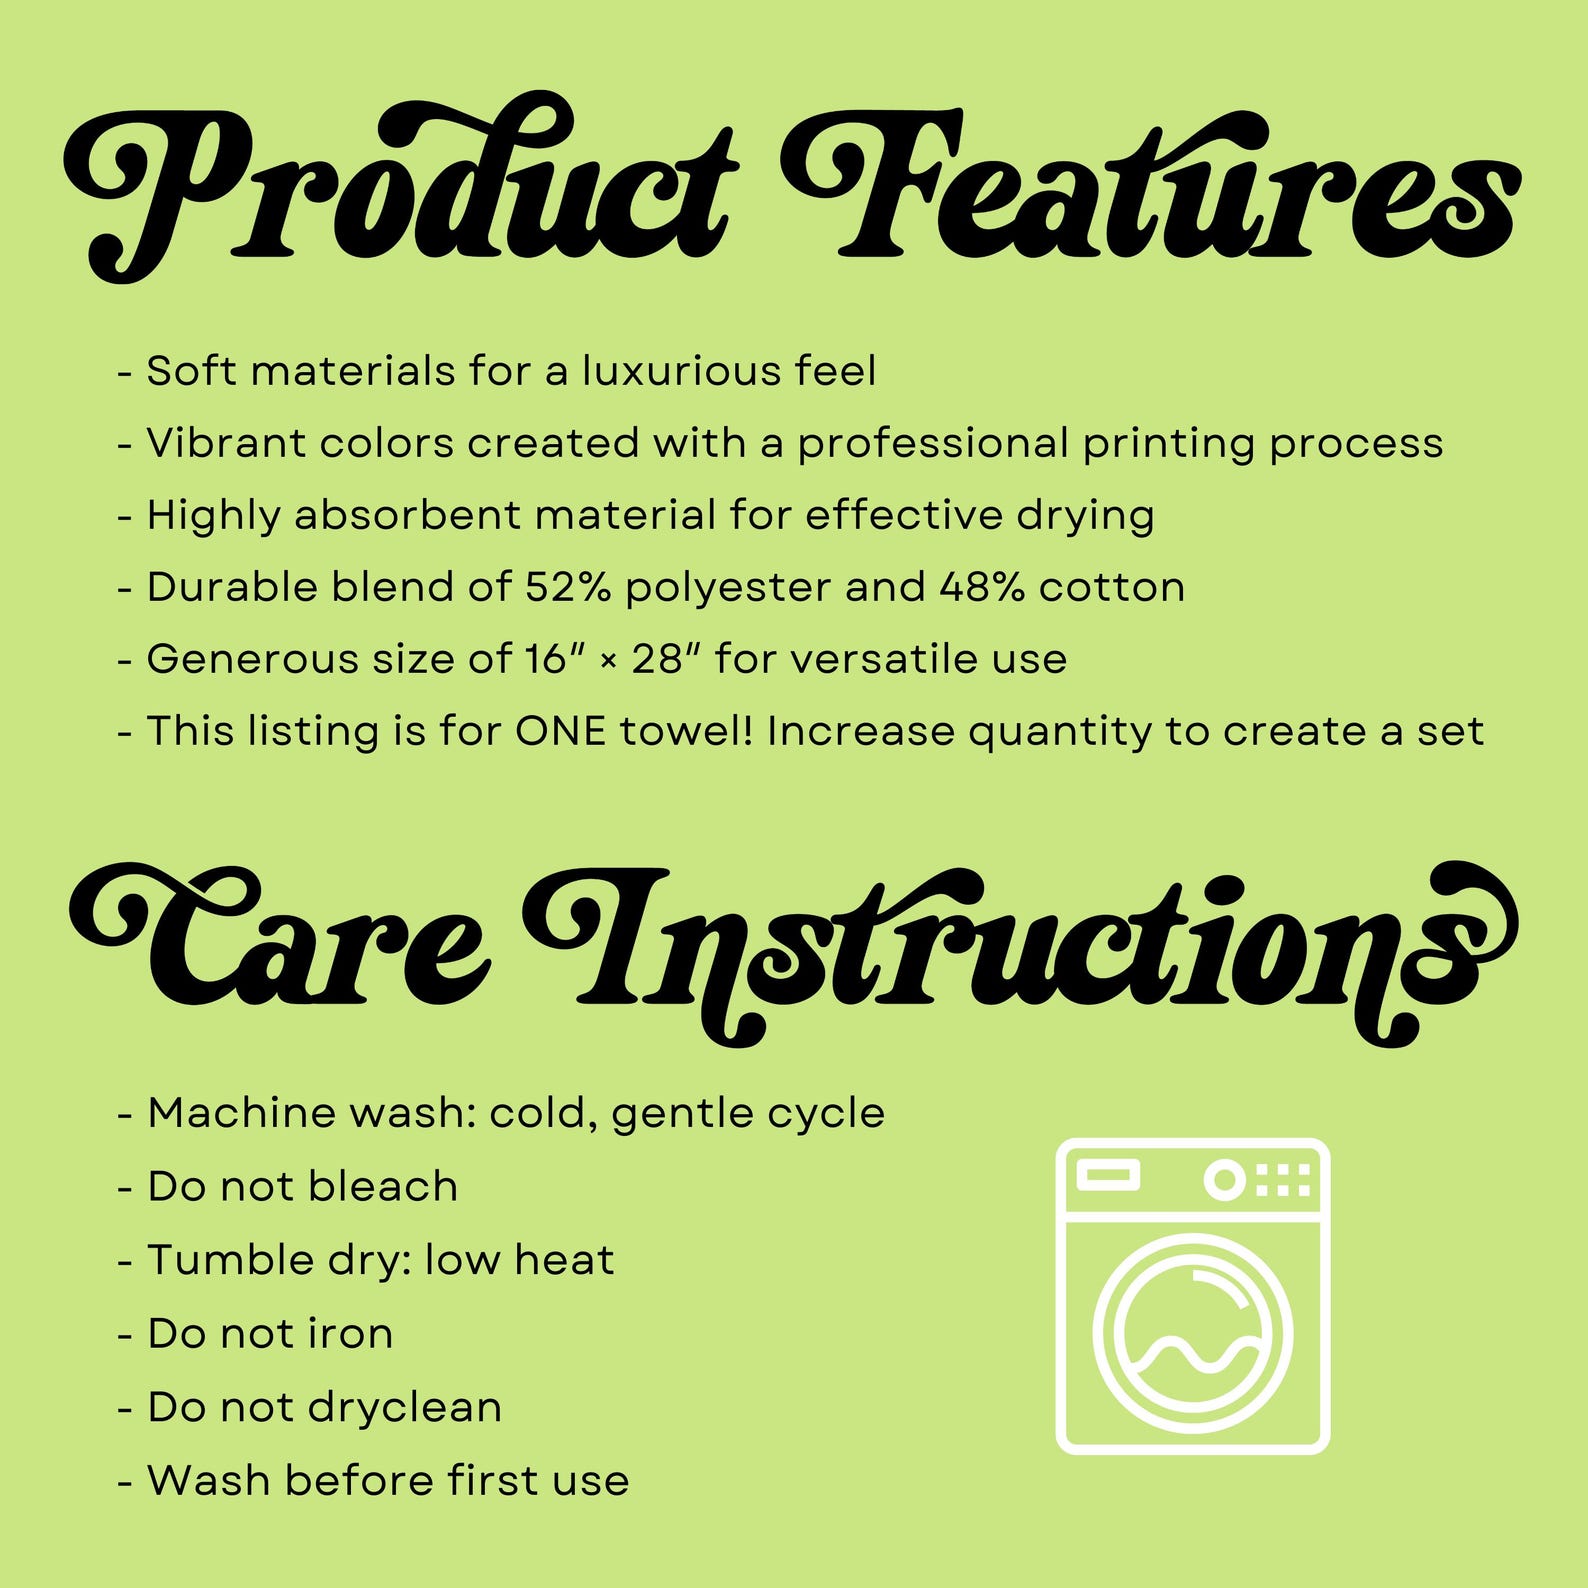 Product Features
- Soft materials for a luxurious feel
- Vibrant colors created with a professional printing process
- Highly absorbent material for effective drying
- Durable blend of 52% polyester and 48% cotton
- Generous size of 16″ × 28″ for versatile use
- This listing is for ONE towel! Increase quantity to create a set
Care Instructions
- Machine wash: cold, gentle cycle
- Do not bleach
- Tumble dry: low heat
- Do not iron
- Do not dryclean
- Wash before first use